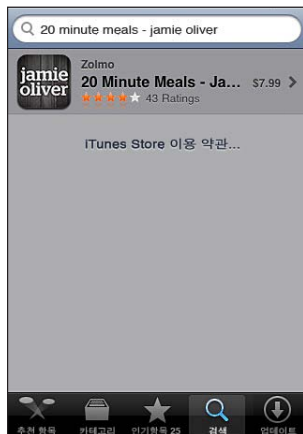 20 minute meals - jamie oliver
jamie
oliver
Zolmo
20 Minute Meals - Ja... $7.99
43 Ratings
iTunes Store 이용 약관...
추천 항목 카테고리 인기항목 25 검색 업데이트